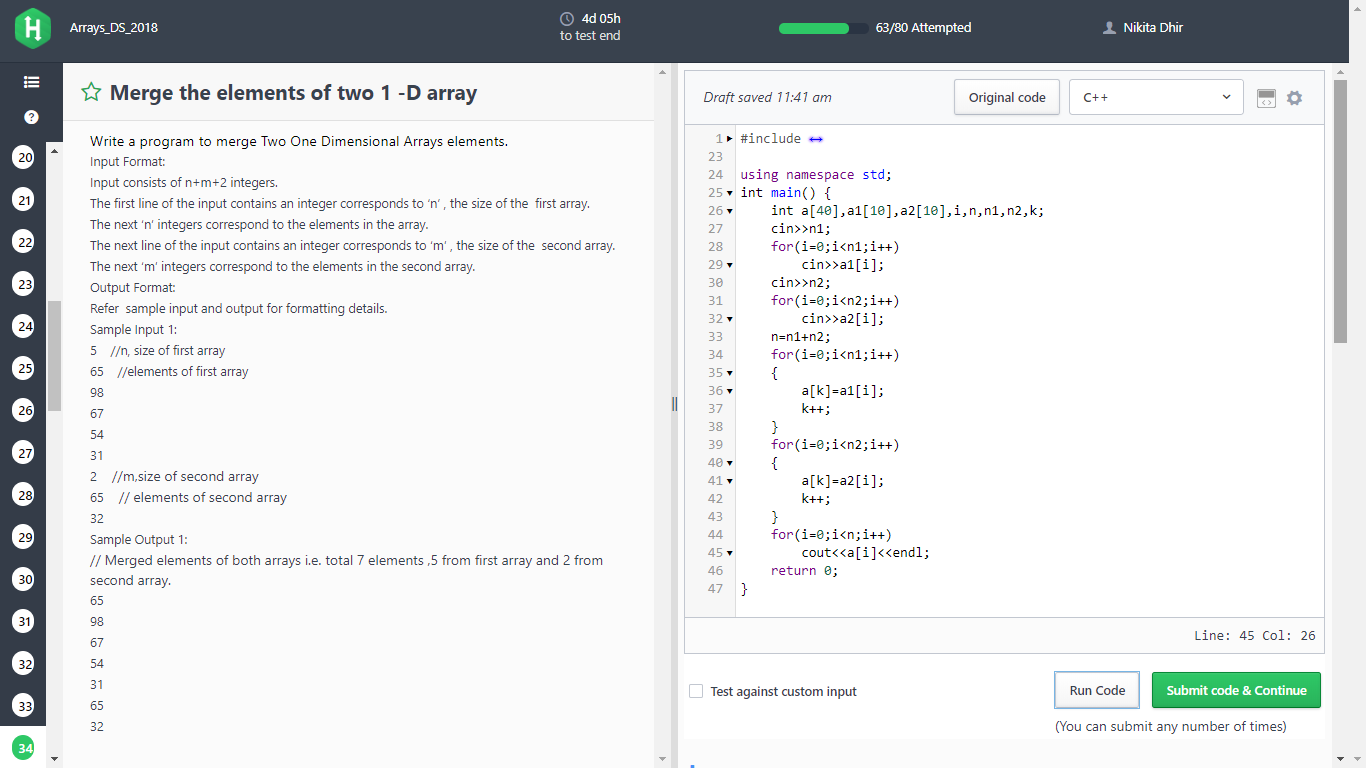 Arrays_DS_2018
4d 05h
to test end
63/80 Attempted
Nikita Dhir
?
20
21
22
23
24
25
26
27
28
29
30
31
32
33
34
Merge the elements of two 1 -D array
Write a program to merge Two One Dimensional Arrays elements.
Input Format:
Input consists of n+m+2 integers.
The first line of the input contains an integer corresponds to ‘n’ , the size of the  first array.
The next ‘n’ integers correspond to the elements in the array.
The next line of the input contains an integer corresponds to ‘m’ , the size of the  second array.
The next ‘m’ integers correspond to the elements in the second array.
Output Format:
Refer  sample input and output for formatting details.
Sample Input 1:
5    //n, size of first array
65    //elements of first array
98
67
54
31
2    //m,size of second array
65    // elements of second array
32
Sample Output 1:
// Merged elements of both arrays i.e. total 7 elements ,5 from first array and 2 from
second array.
65
98
67
54
31
65
32
Draft saved 11:41 am
Original code
C++
1 #include
23
24 using namespace std;
25 int main() {
26     int a[40],a1[10],a2[10],i,n,n1,n2,k;
27     cin>>n1;
28     for(i=0;i<n1;i++)
29         cin>>a1[i];
30     cin>>n2;
31     for(i=0;i<n2;i++)
32         cin>>a2[i];
33     n=n1+n2;
34     for(i=0;i<n1;i++)
35     {
36         a[k]=a1[i];
37         k++;
38     }
39     for(i=0;i<n2;i++)
40     {
41         a[k]=a2[i];
42         k++;
43     }
44     for(i=0;i<n;i++)
45         cout<<a[i]<<endl;
46     return 0;
47 }
Line: 45 Col: 26
Test against custom input
Run Code
Submit code & Continue
(You can submit any number of times)